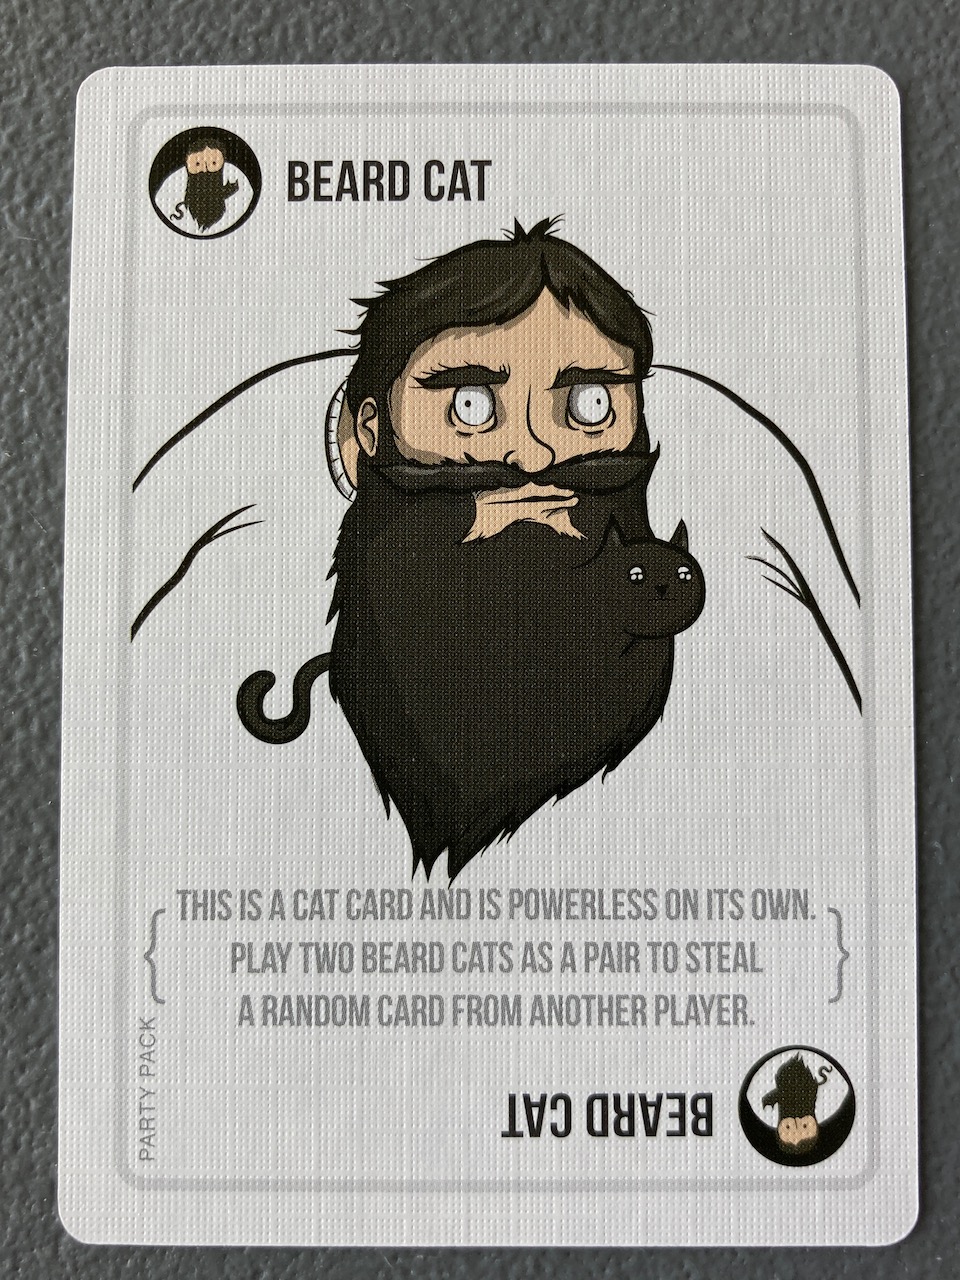 BEARD CAT
THIS IS A CAT CARD AND IS POWERLESS ON ITS OWN.
PLAY TWO BEARD CATS AS A PAIR TO STEAL
A RANDOM CARD FROM ANOTHER PLAYER.
PARTY PACK
BEARD CAT